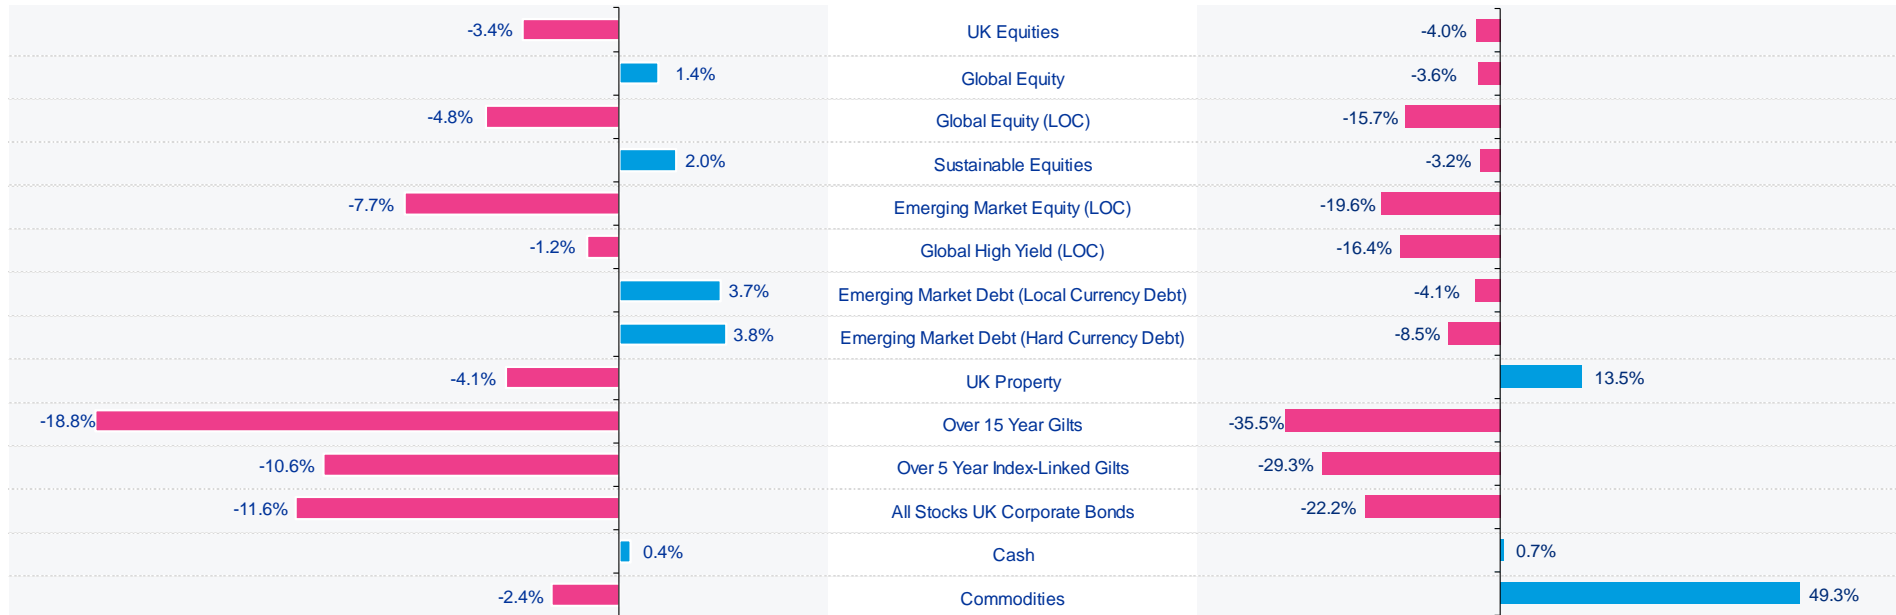 -3.4% UK Equities -4.0%
1.4% Global Equity -3.6%
-4.8% Global Equity (LOC) -15.7%
2.0% Sustainable Equities -3.2%
-7.7% Emerging Market Equity (LOC) -19.6%
-1.2% Global High Yield (LOC) -16.4%
3.7% Emerging Market Debt (Local Currency Debt) -4.1%
3.8% Emerging Market Debt (Hard Currency Debt) -8.5%
-4.1% UK Property 13.5%
-18.8% Over 15 Year Gilts -35.5%
-10.6% Over 5 Year Index-Linked Gilts -29.3%
-11.6% All Stocks UK Corporate Bonds -22.2%
0.4% Cash 0.7%
-2.4% Commodities 49.3%